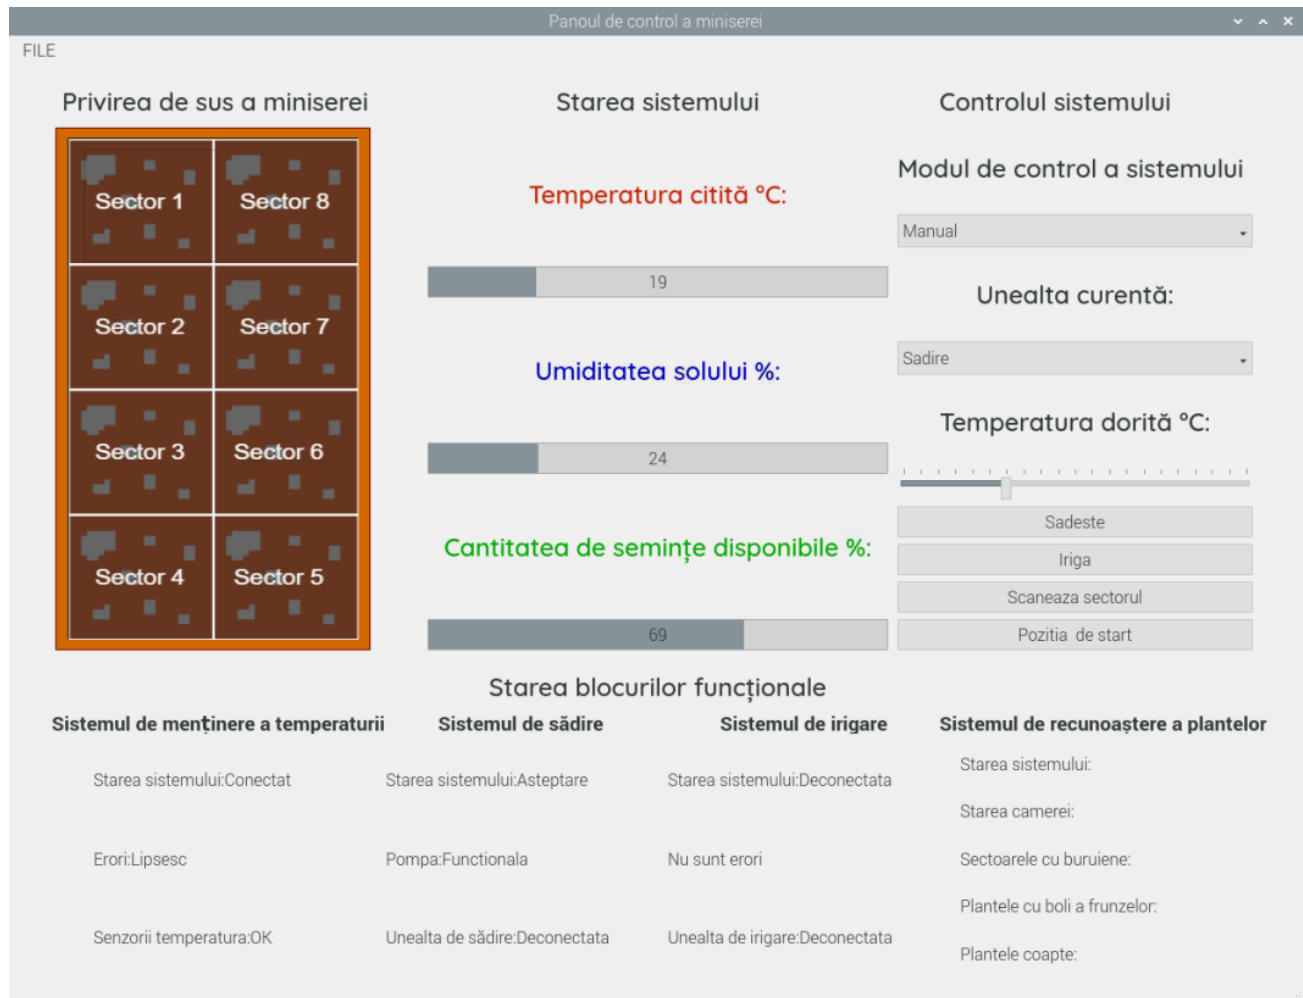 Panoul de control a miniserei
FILE
Privirea de sus a miniserei
Sector 1
Sector 8
Sector 2
Sector 7
Sector 3
Sector 6
Sector 4
Sector 5
Starea sistemului
Temperatura citită °C:
19
Umiditatea solului %:
24
Cantitatea de semințe disponibile %:
69
Controlul sistemului
Modul de control a sistemului
Manual
Unealta curentă:
Sadire
Temperatura dorită °C:
Sadeste
Iriga
Scaneaza sectorul
Pozitia de start
Starea blocurilor funcționale
Sistemul de menținere a temperaturii
Starea sistemului:Conectat
Erori:Lipsesc
Senzorii temperatura:OK
Sistemul de sădire
Starea sistemului:Asteptare
Pompa:Functionala
Unealta de sădire:Deconectata
Sistemul de irigare
Starea sistemului:Deconectata
Nu sunt erori
Unealta de irigare:Deconectata
Sistemul de recunoaștere a plantelor
Starea sistemului:
Starea camerei:
Sectoarele cu buruiene:
Plantele cu boli a frunzelor:
Plantele coapte: